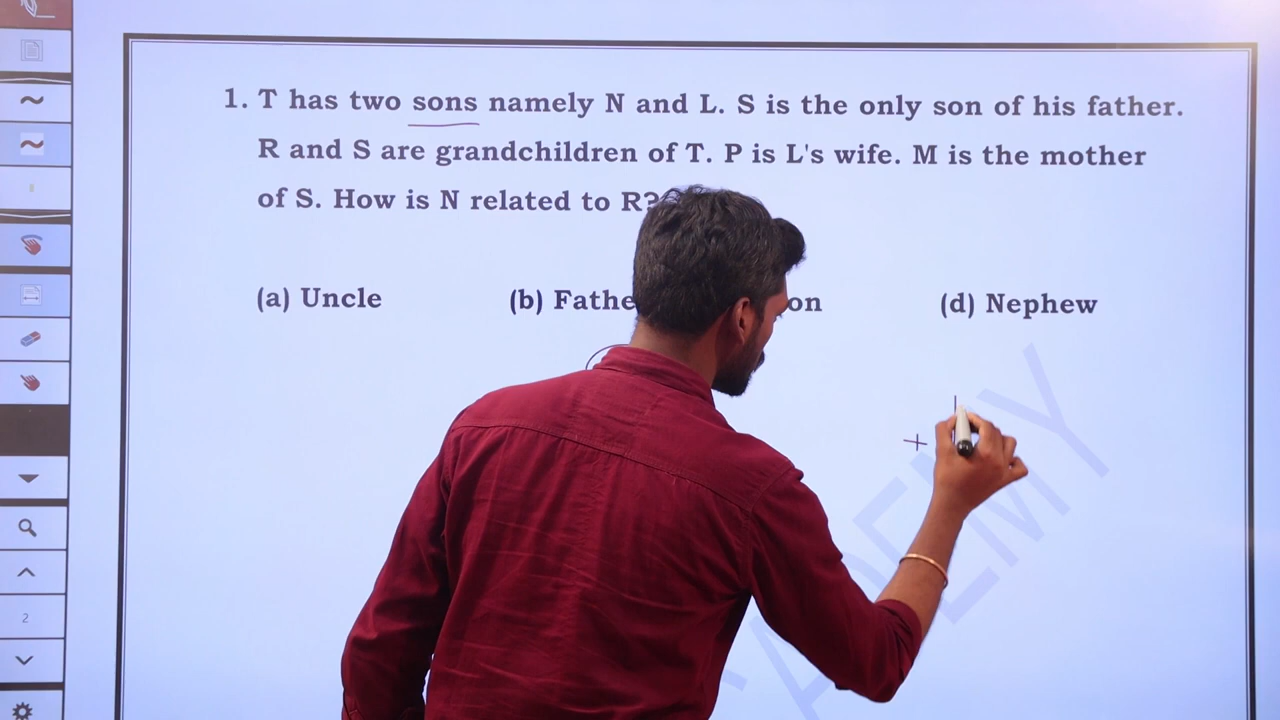 1. T has two sons namely N and L. S is the only son of his father.
R and S are grandchildren of T. P is L's wife. M is the mother
of S. How is N related to R?
(a) Uncle (b) Fathe on (d) Nephew
+
2